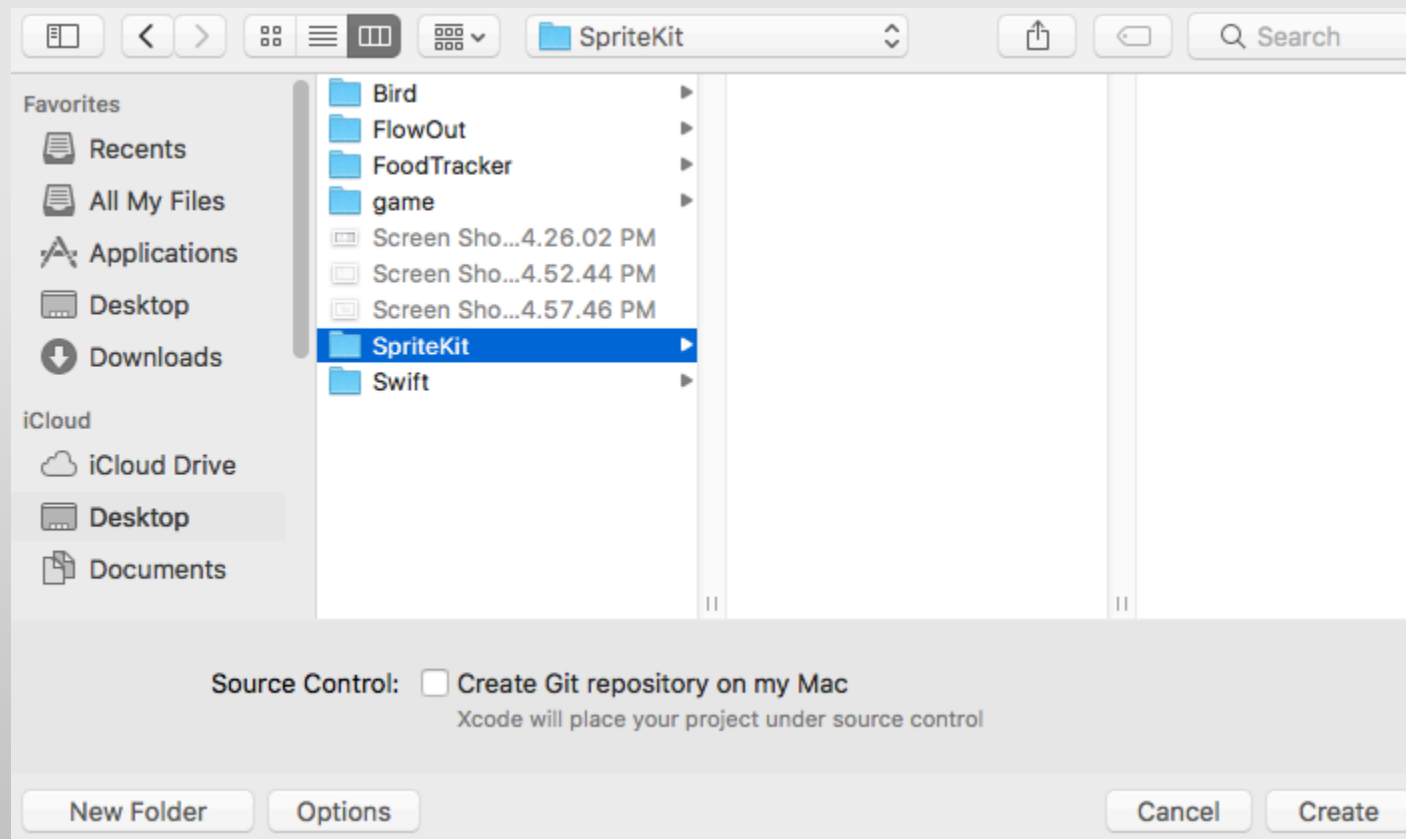 SpriteKit
Search
Favorites
Recents
All My Files
Applications
Desktop
Downloads
iCloud
iCloud Drive
Desktop
Documents
Bird
FlowOut
FoodTracker
game
Screen Sho...4.26.02 PM
Screen Sho...4.52.44 PM
Screen Sho...4.57.46 PM
SpriteKit
Swift
Source Control: Create Git repository on my Mac
Xcode will place your project under source control
New Folder Options Cancel Create